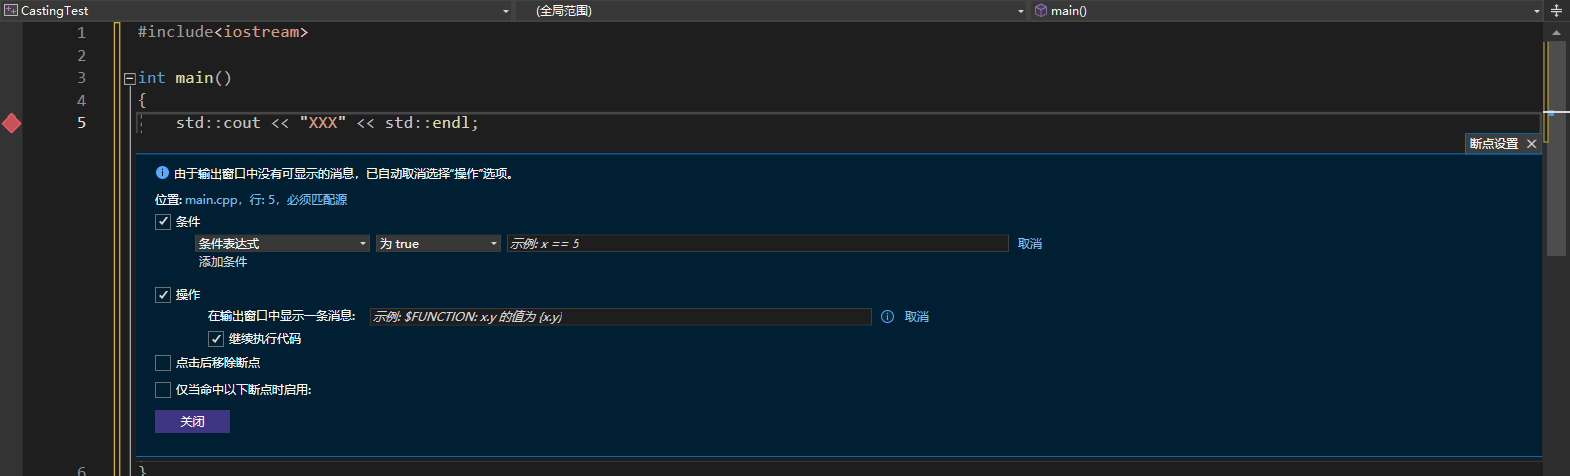 CastingTest (全局范围) main()
1 #include<iostream>
2
3 int main()
4 {
5 std::cout << "XXX" << std::endl;
断点设置
由于输出窗口中没有可显示的消息，已自动取消选择“操作”选项。
位置: main.cpp，行: 5，必须匹配源
条件
条件表达式 为 true 示例: x == 5 取消
添加条件
操作
在输出窗口中显示一条消息: 示例: $FUNCTION: x.y 的值为 {x.y} 取消
继续执行代码
点击后移除断点
仅当命中以下断点时启用:
关闭
6 }